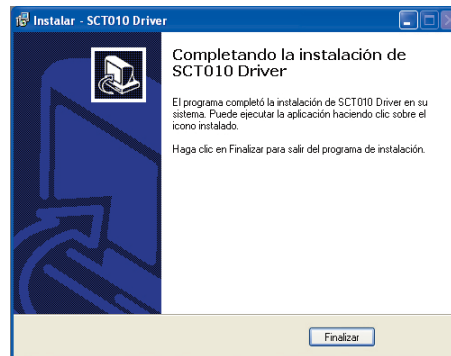 Instalar - SCT010 Driver
Completando la instalación de
SCT010 Driver
El programa completó la instalación de SCT010 Driver en su
sistema. Puede ejecutar la aplicación haciendo clic sobre el
icono instalado.
Haga clic en Finalizar para salir del programa de instalación.
Finalizar